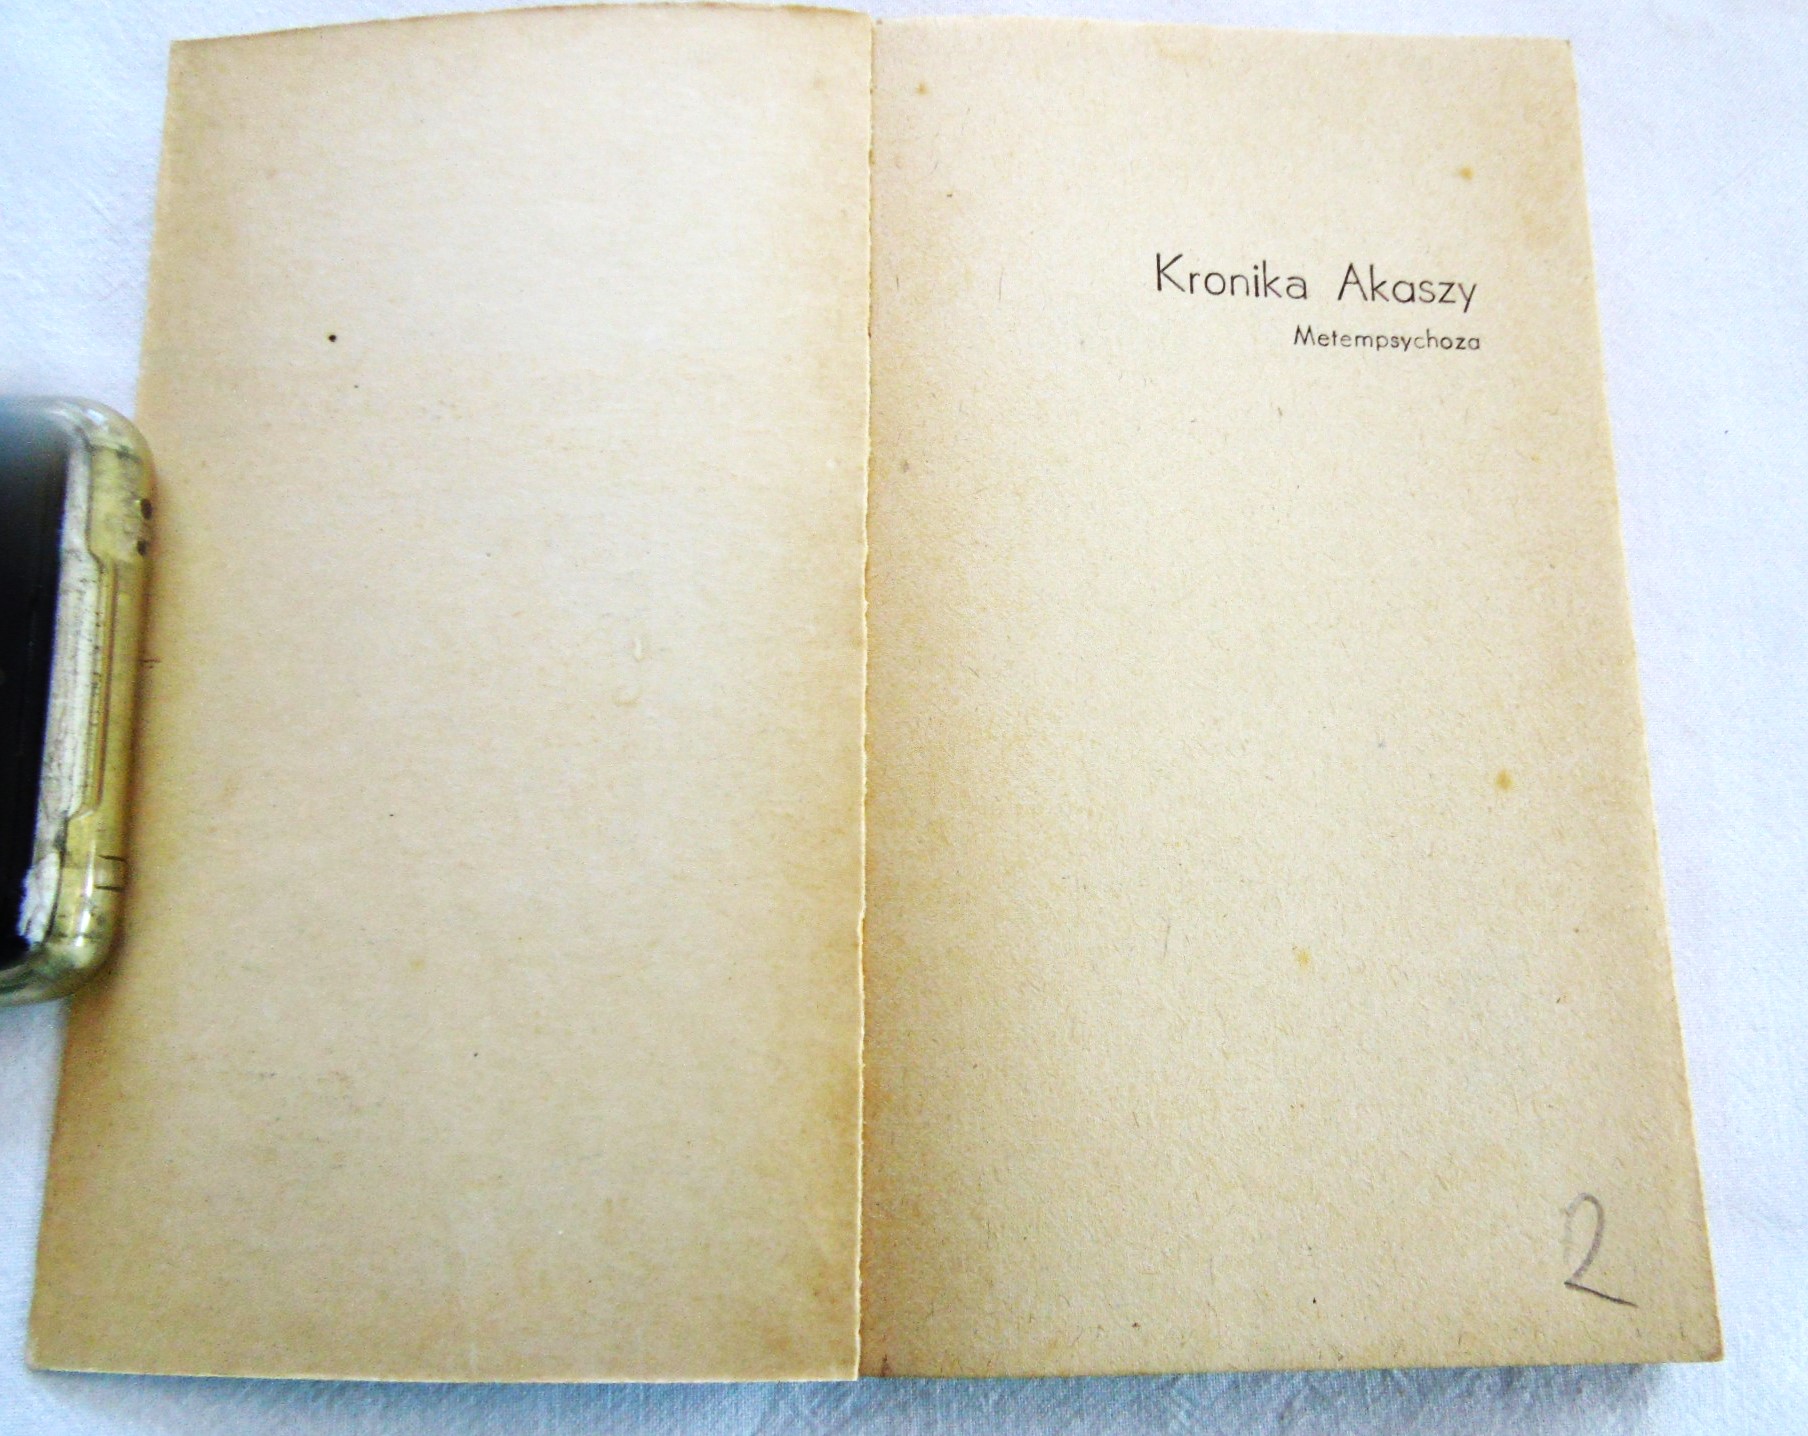 Kronika Akaszy
Metempsychoza
2